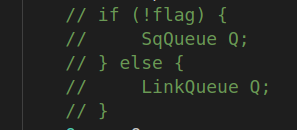 // if (!flag) {
//     SqQueue Q;
// } else {
//     LinkQueue Q;
// }